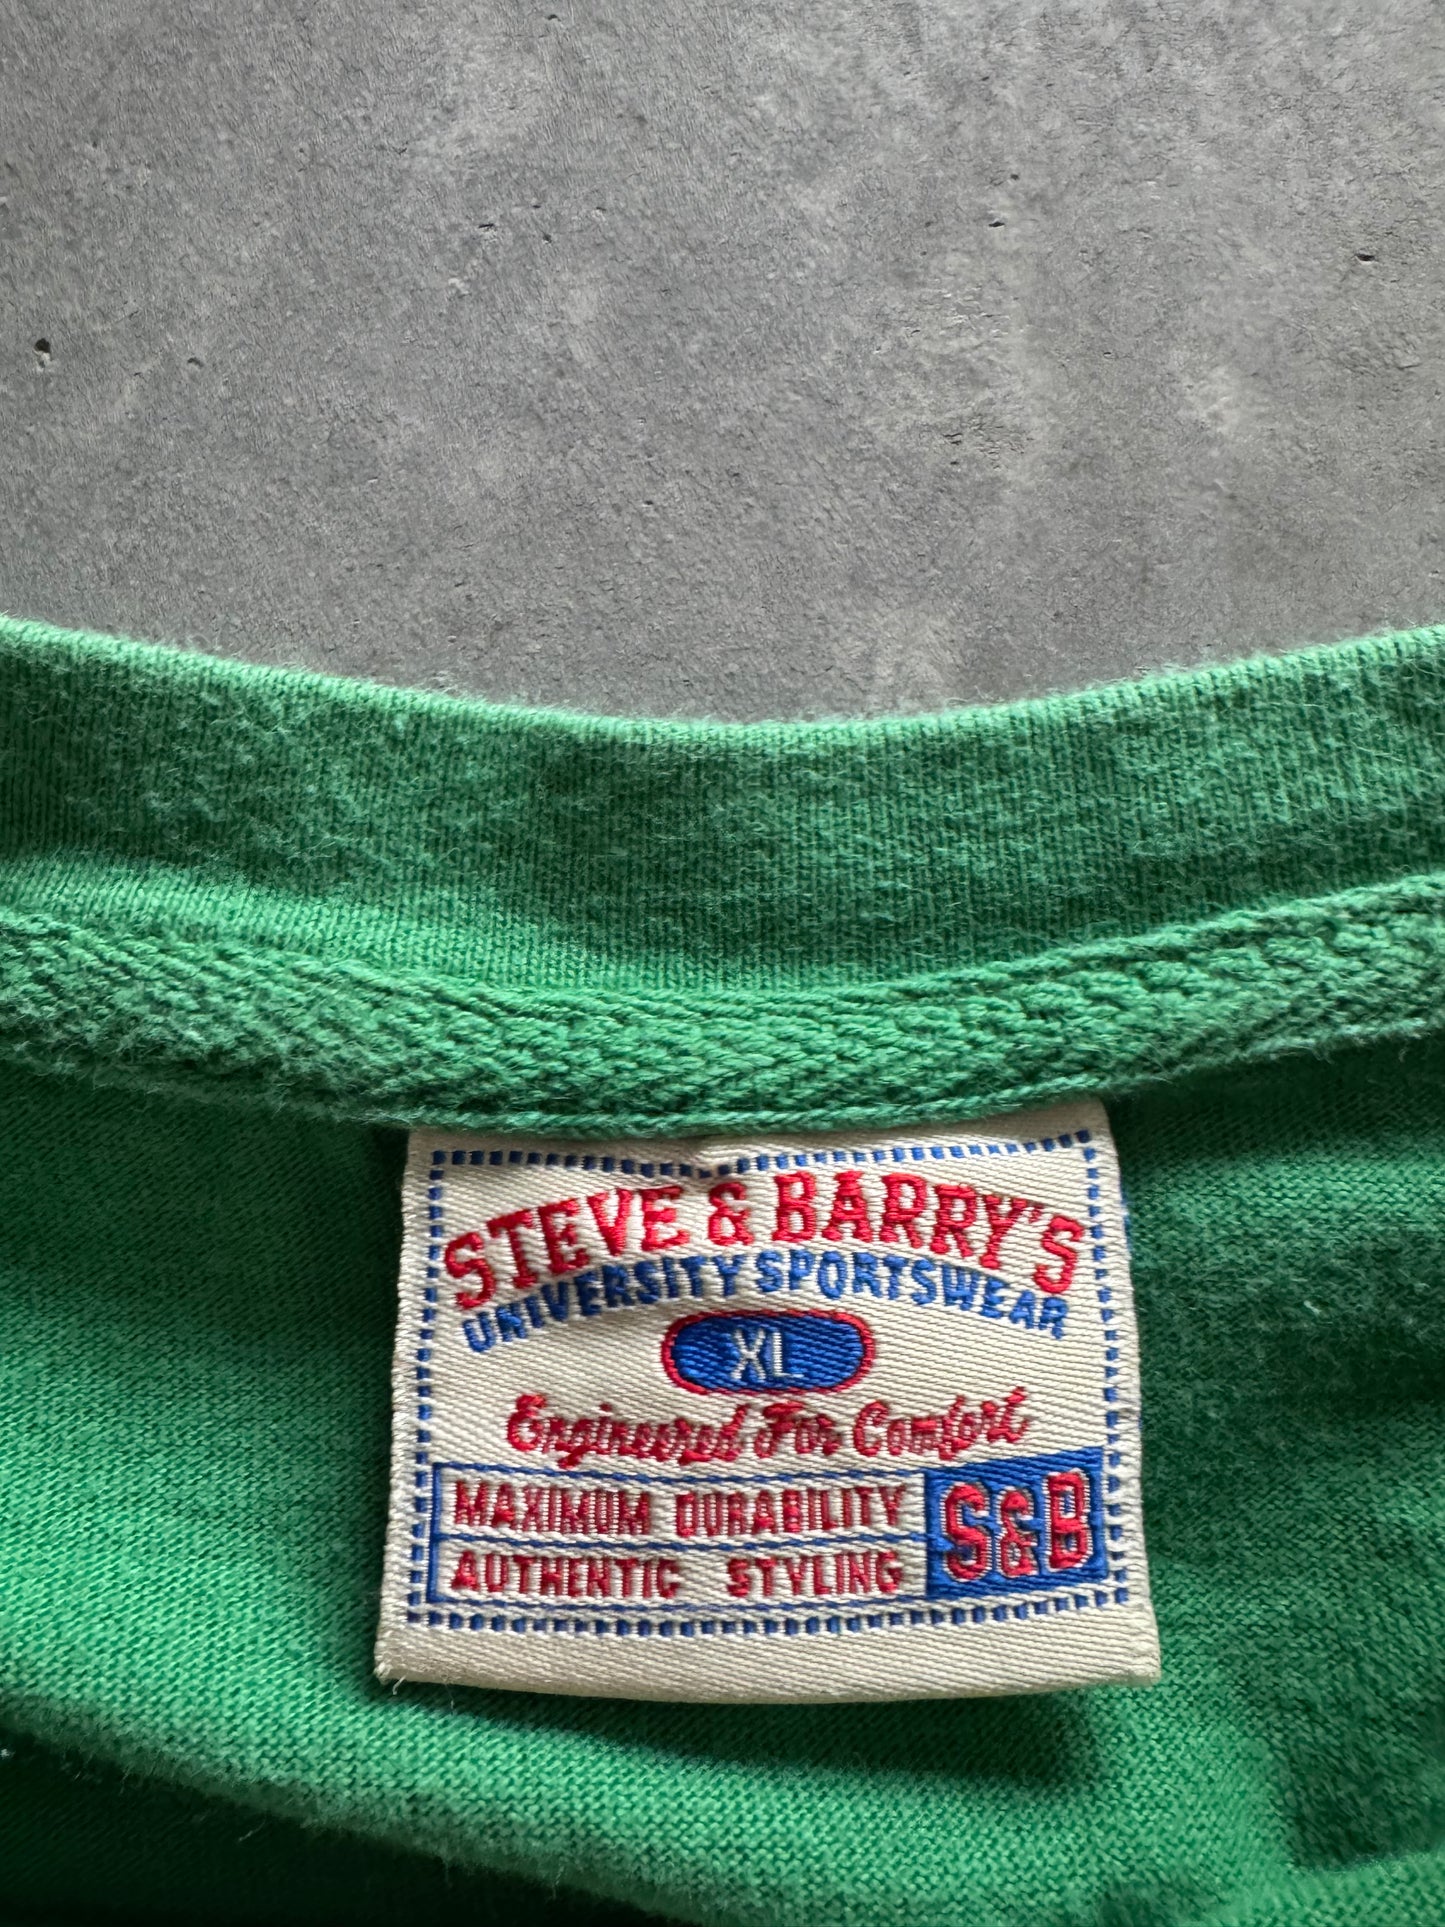 STEVE & BARRY'S
UNIVERSITY SPORTSWEAR
XL
Engineered For Comfort
MAXIMUM DURABILITY
AUTHENTIC STYLING
S&B